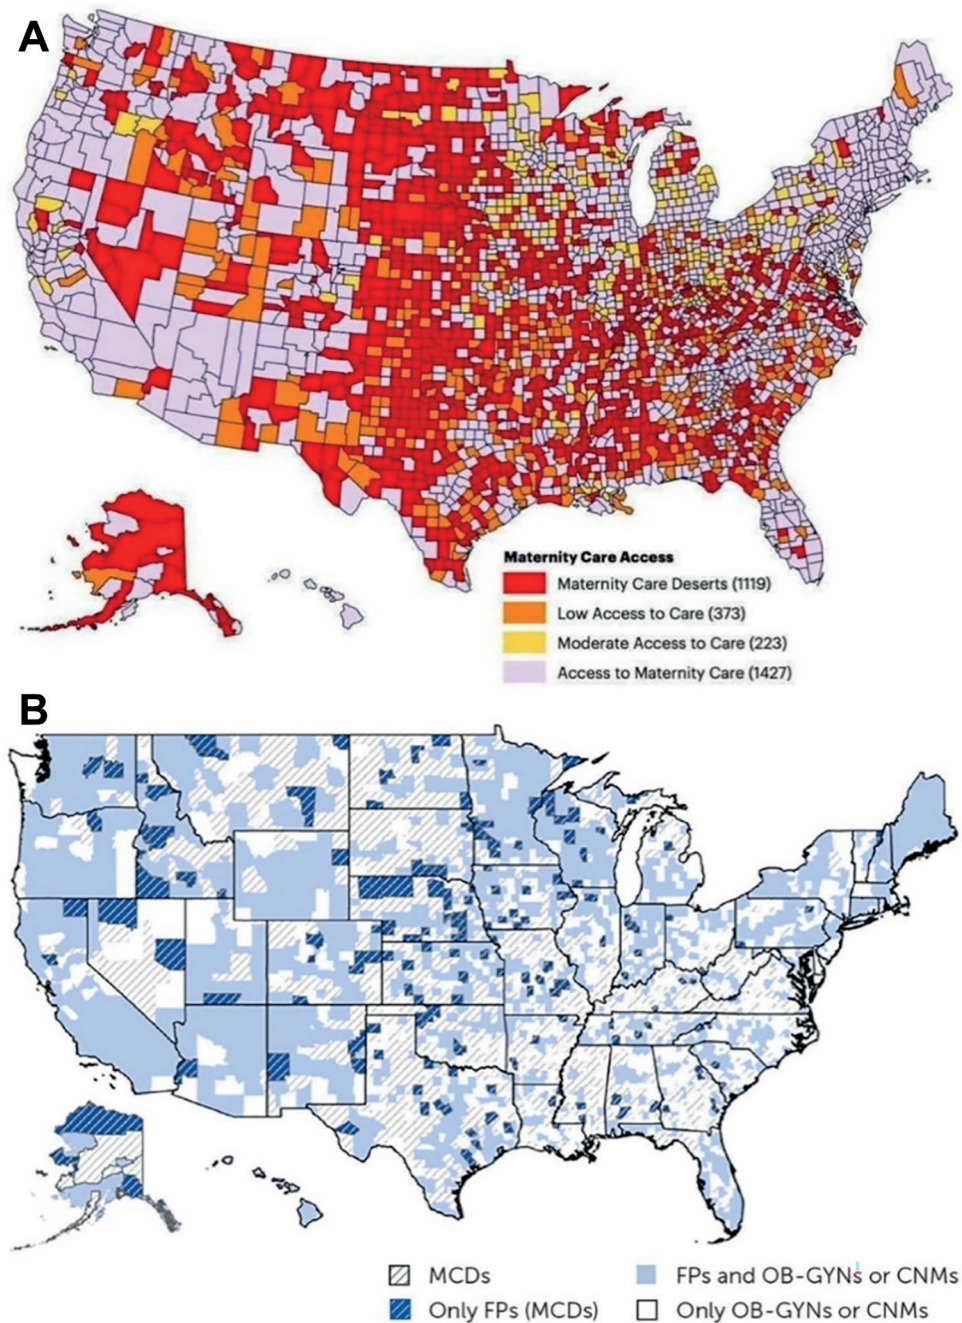 A
Maternity Care Access
Maternity Care Deserts (1119)
Low Access to Care (373)
Moderate Access to Care (223)
Access to Maternity Care (1427)
B
MCDs
FPs and OB-GYNs or CNMs
Only FPs (MCDs)
Only OB-GYNs or CNMs